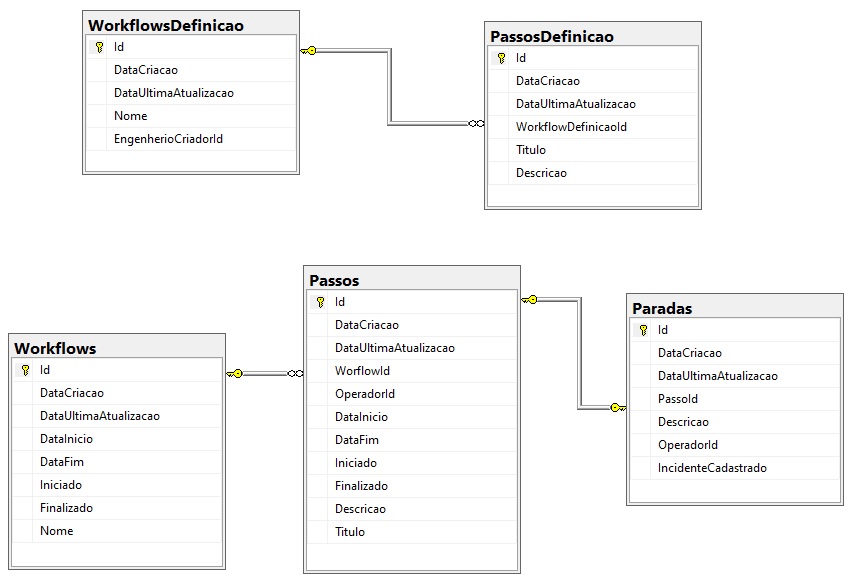 WorkflowsDefinicao
Id
DataCriacao
DataUltimaAtualizacao
Nome
EngenherioCriadorId
PassosDefinicao
Id
DataCriacao
DataUltimaAtualizacao
WorkflowDefinicaoId
Titulo
Descricao
Workflows
Id
DataCriacao
DataUltimaAtualizacao
DataInicio
DataFim
Iniciado
Finalizado
Nome
Passos
Id
DataCriacao
DataUltimaAtualizacao
WorflowId
OperadorId
DataInicio
DataFim
Iniciado
Finalizado
Descricao
Titulo
Paradas
Id
DataCriacao
DataUltimaAtualizacao
PassoId
Descricao
OperadorId
IncidenteCadastrado